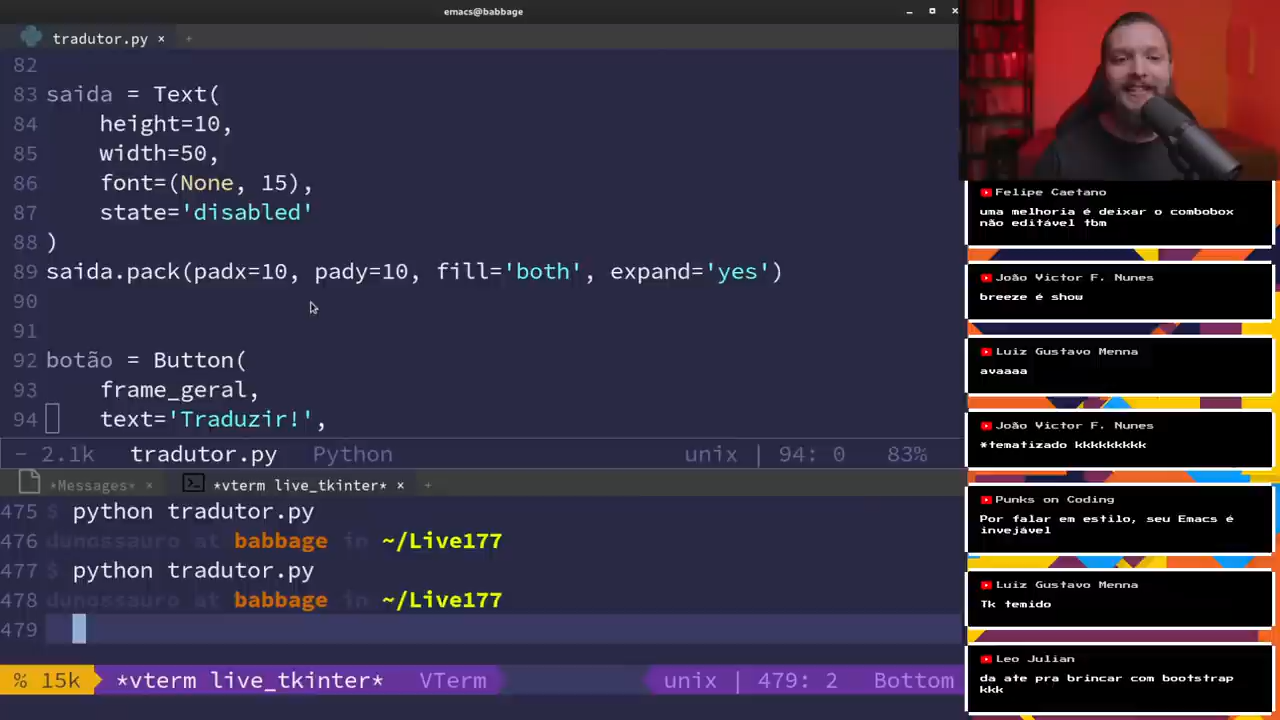 emacs@babbage
tradutor.py × +
82
83 saida = Text(
84 height=10,
85 width=50,
86 font=(None, 15),
87 state='disabled'
88 )
89 saida.pack(padx=10, pady=10, fill='both', expand='yes')
90
91
92 botão = Button(
93 frame_geral,
94 text='Traduzir!',
- 2.1k tradutor.py Python unix | 94: 0 83%
*Messages* × *vterm live_tkinter* × +
475 $ python tradutor.py
476 dunossauro at babbage in ~/Live177
477 $ python tradutor.py
478 dunossauro at babbage in ~/Live177
479
% 15k *vterm live_tkinter* VTerm unix | 479: 2 Bottom
Felipe Caetano
uma melhoria é deixar o combobox
não editável tbm
João Victor F. Nunes
breeze é show
Luiz Gustavo Menna
avaaaa
João Victor F. Nunes
*tematizado kkkkkkkkk
Punks on Coding
Por falar em estilo, seu Emacs é
invejável
Luiz Gustavo Menna
Tk temido
Leo Julian
da ate pra brincar com bootstrap
kkk